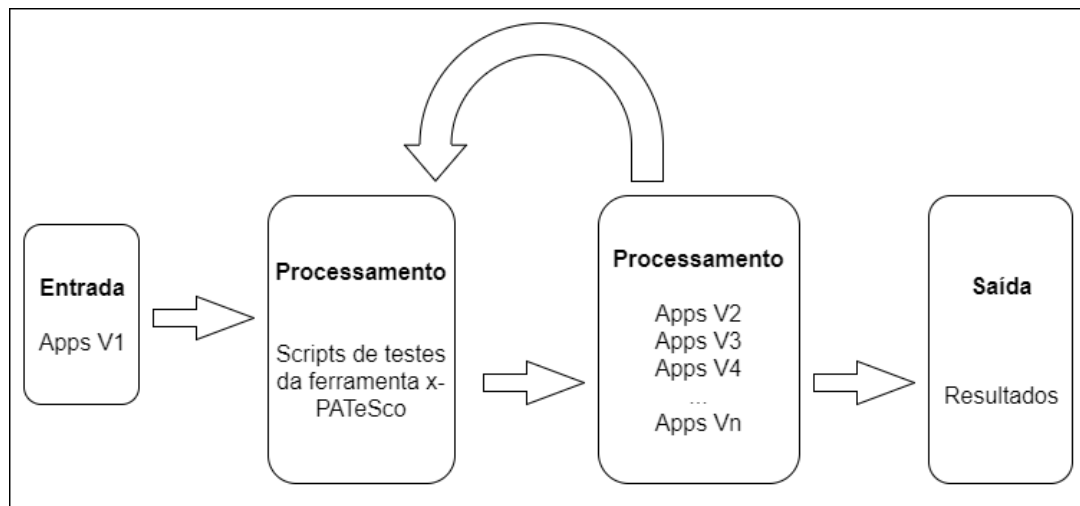 Entrada
Apps V1
Processamento
Scripts de testes
da ferramenta x-
PATeSco
Processamento
Apps V2
Apps V3
Apps V4
...
Apps Vn
Saída
Resultados